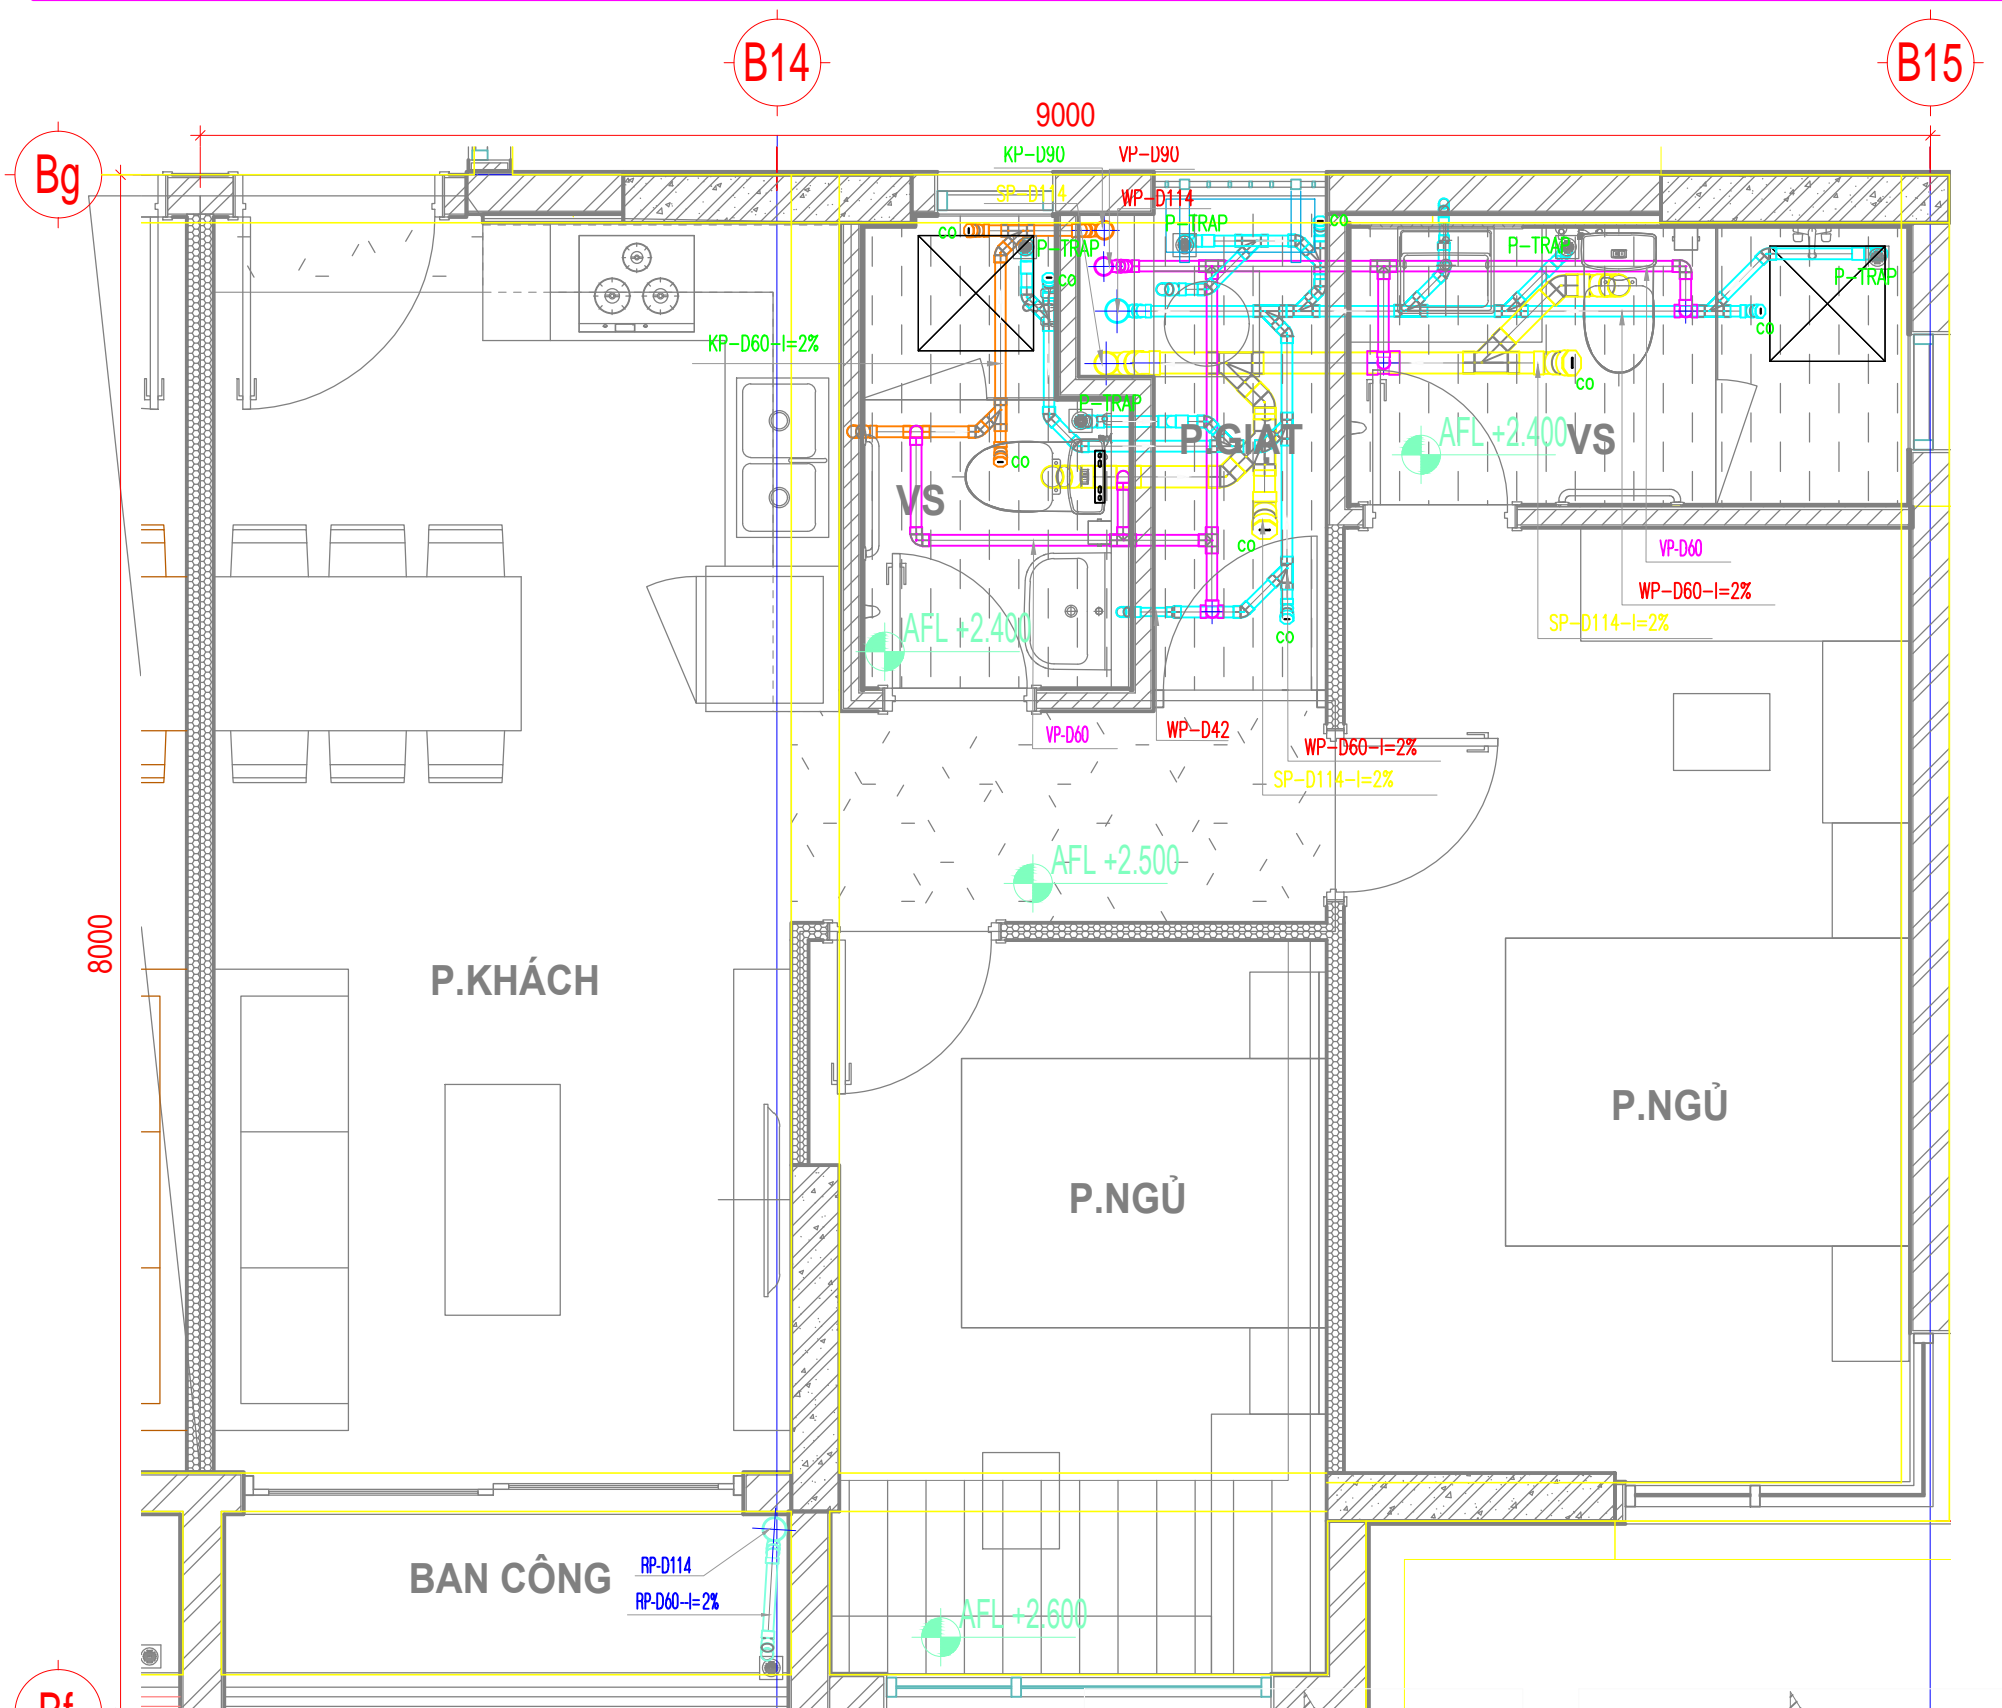 B14
B15
9000
Bg
KP-D90
VP-D90
SP-D114
WP-D114
P-TRAP
co
co
P-TRAP
P-TRAP
P-TRAP
co
co
KP-D60-I=2%
co
P-TRAP
P.GIẶT
AFL +2.400
VS
co
VS
co
VP-D60
WP-D60-I=2%
SP-D114-I=2%
AFL +2.400
co
VP-D60
WP-D42
WP-D60-I=2%
SP-D114-I=2%
AFL +2.500
8000
P.KHÁCH
P.NGỦ
P.NGỦ
RP-D114
BAN CÔNG
RP-D60-I=2%
AFL +2.600